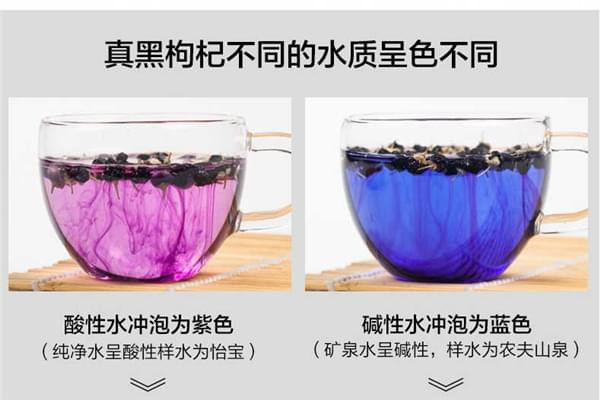 真黑枸杞不同的水质呈色不同
酸性水冲泡为紫色
（纯净水呈酸性样水为怡宝）
碱性水冲泡为蓝色
（矿泉水呈碱性，样水为农夫山泉）